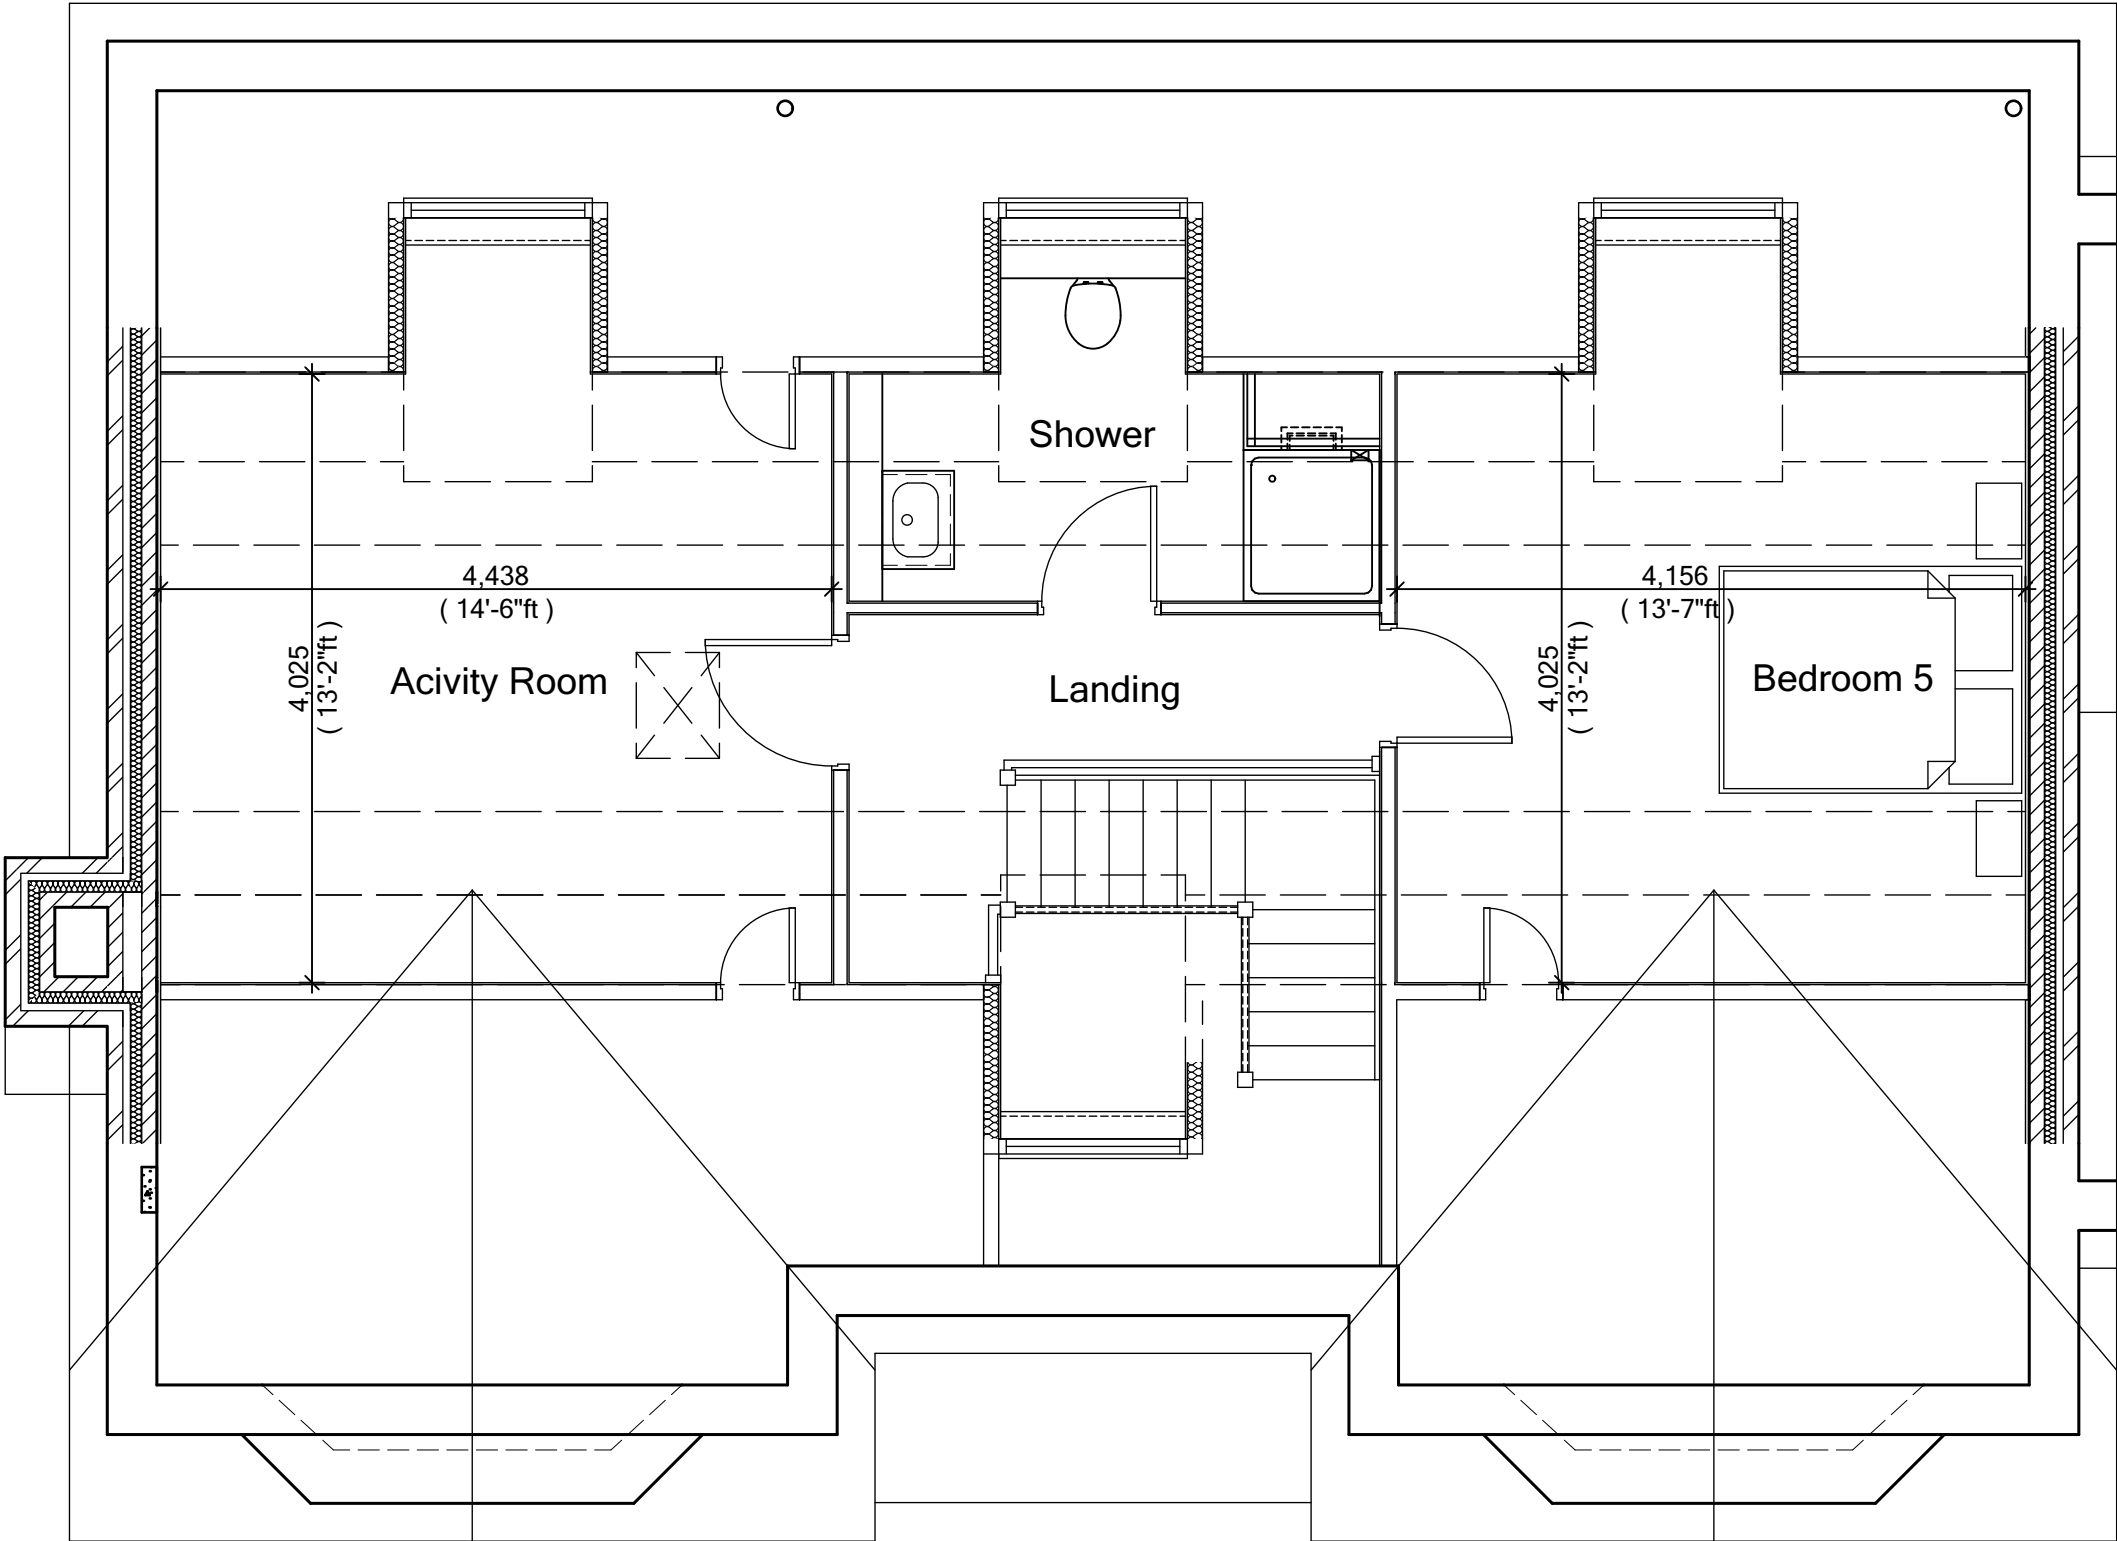 Shower
4,438
( 14'-6"ft )
4,156
( 13'-7"ft )
4,025
( 13'-2"ft )
Acivity Room
Landing
4,025
( 13'-2"ft )
Bedroom 5